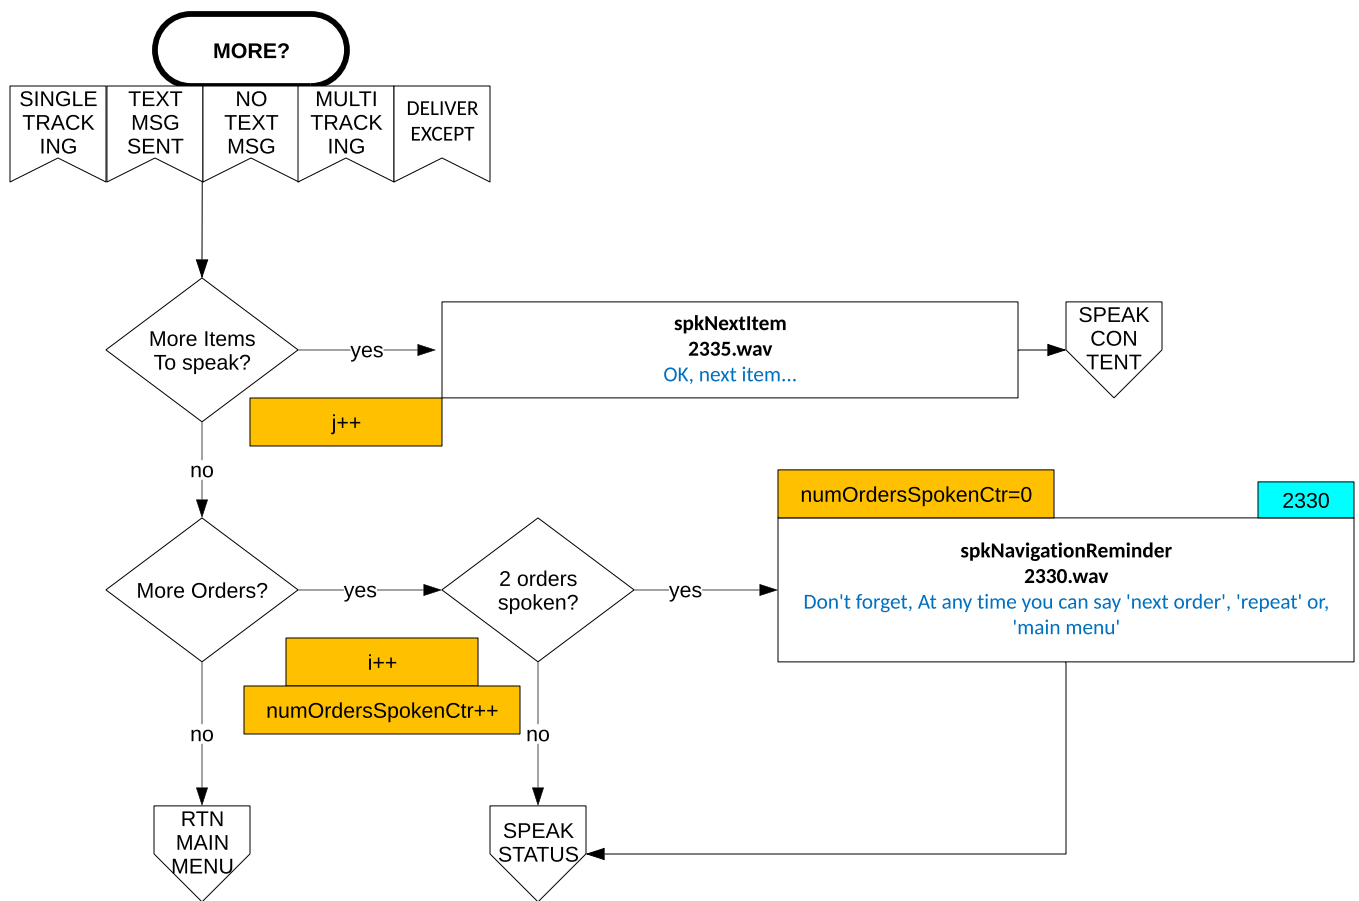 MORE?
SINGLE
TRACK
ING
TEXT
MSG
SENT
NO
TEXT
MSG
MULTI
TRACK
ING
DELIVER
EXCEPT
More Items
To speak?
yes
spkNextItem
2335.wav
OK, next item...
SPEAK
CON
TENT
j++
no
numOrdersSpokenCtr=0
2330
More Orders?
yes
2 orders
spoken?
yes
spkNavigationReminder
2330.wav
Don't forget, At any time you can say 'next order', 'repeat' or,
'main menu'
i++
numOrdersSpokenCtr++
no
no
RTN
MAIN
MENU
SPEAK
STATUS